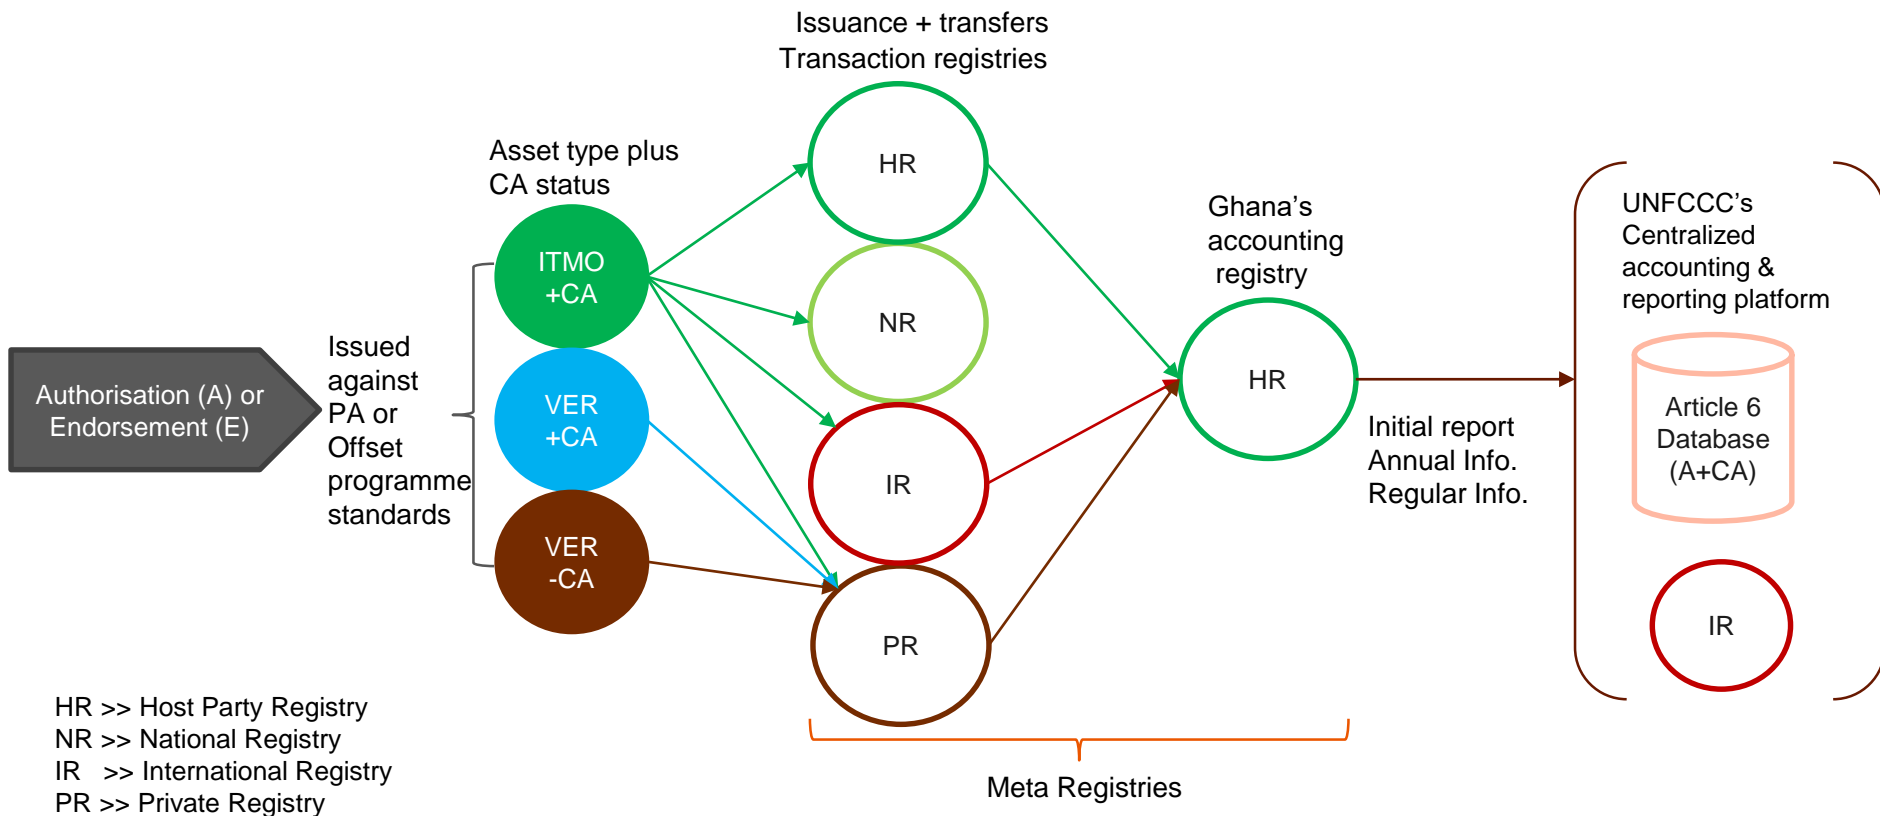 Issuance + transfers
Transaction registries
Asset type plus
CA status
Authorisation (A) or
Endorsement (E)
Issued
against
PA or
Offset
programme
standards
ITMO
+CA
VER
+CA
VER
-CA
HR
NR
IR
PR
Ghana’s
accounting
registry
HR
Initial report
Annual Info.
Regular Info.
UNFCCC’s
Centralized
accounting &
reporting platform
Article 6
Database
(A+CA)
IR
Meta Registries
HR >> Host Party Registry
NR >> National Registry
IR >> International Registry
PR >> Private Registry